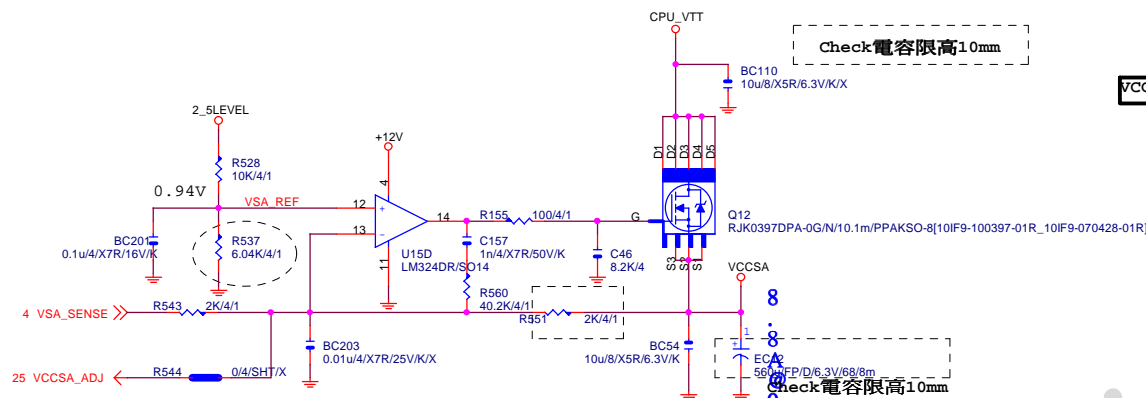 CPU_VTT
Check電容限高10mm
BC110
10u/8/X5R/6.3V/K/X
VCC
2_5LEVEL
+12V
R528
10K/4/1
D1
D2
D3
D4
D5
0.94V
VSA_REF
4
12
+
14
R155
100/4/1
G
Q12
RJK0397DPA-0G/N/10.1m/PPAKSO-8[10IF9-100397-01R_10IF9-070428-01R]
BC201
0.1u/4/X7R/16V/K
R537
6.04K/4/1
13
-
11
U15D
LM324DR/SO14
C157
1n/4/X7R/50V/K
C46
8.2K/4
S3
S2
S1
VCCSA
R560
40.2K/4/1
4 VSA_SENSE
R543
2K/4/1
R551
2K/4/1
BC203
0.01u/4/X7R/25V/K/X
BC54
10u/8/X5R/6.3V/K
1
+
560u/FP/D/6.3V/68/8m
8.8A@
25 VCCSA_ADJ
R544
0/4/SHT/X
Check電容限高10mm